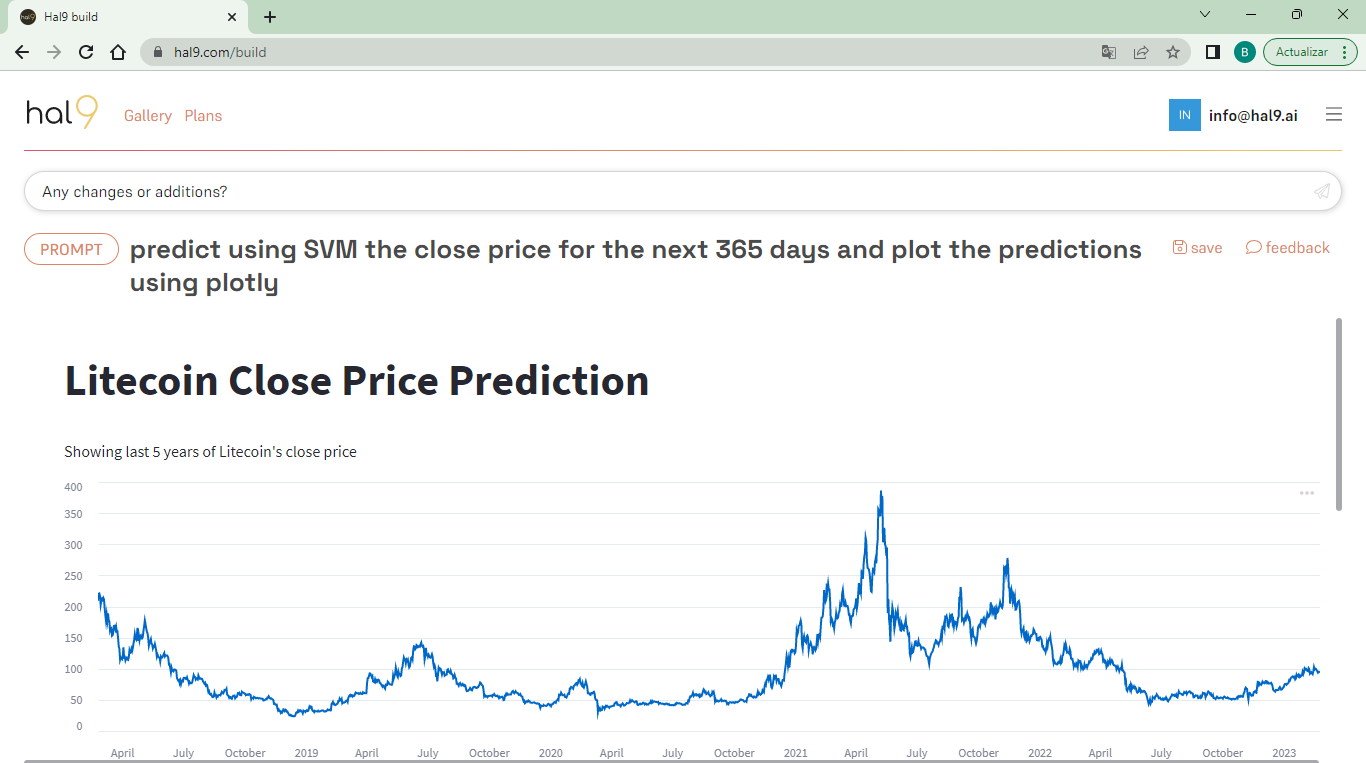 Hal9 build
hal9.com/build
B
Actualizar
hal9
Gallery Plans
IN
info@hal9.ai
Any changes or additions?
PROMPT
predict using SVM the close price for the next 365 days and plot the predictions
using plotly
save
feedback
Litecoin Close Price Prediction
Showing last 5 years of Litecoin's close price
400
350
300
250
200
150
100
50
0
April July October 2019 April July October 2020 April July October 2021 April July October 2022 April July October 2023